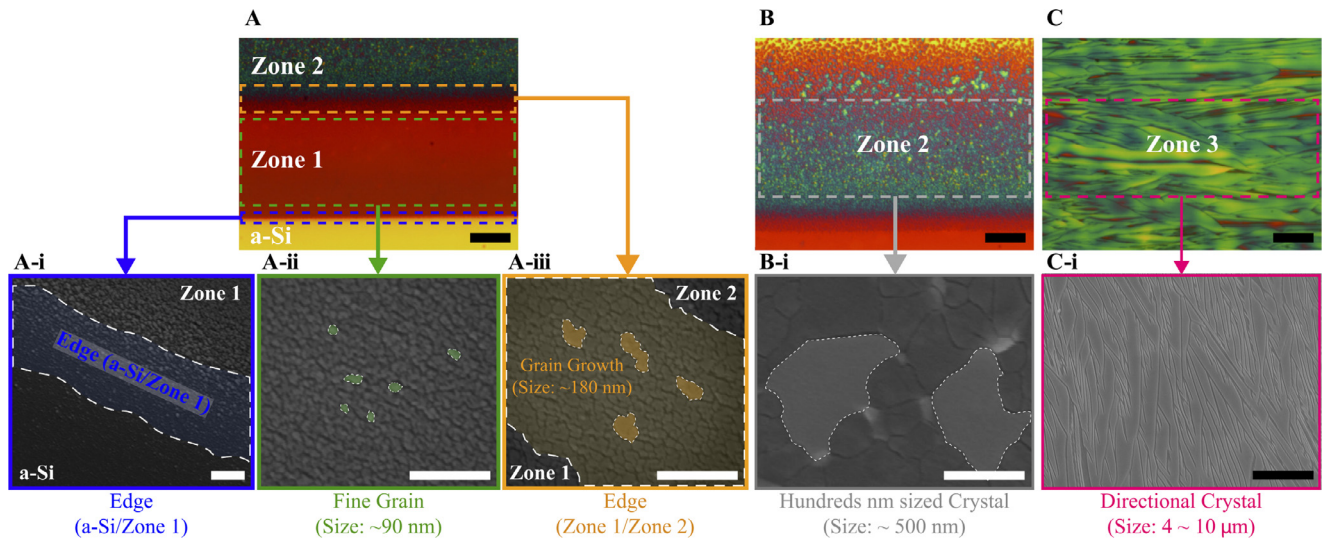 A
B
C
Zone 2
Zone 1
a-Si
Zone 2
Zone 3
A-i
A-ii
A-iii
B-i
C-i
Zone 1
Edge (a-Si/Zone 1)
a-Si
Zone 2
Grain Growth
(Size: ~180 nm)
Zone 1
Edge
(a-Si/Zone 1)
Fine Grain
(Size: ~90 nm)
Edge
(Zone 1/Zone 2)
Hundreds nm sized Crystal
(Size: ~ 500 nm)
Directional Crystal
(Size: 4 ~ 10 μm)